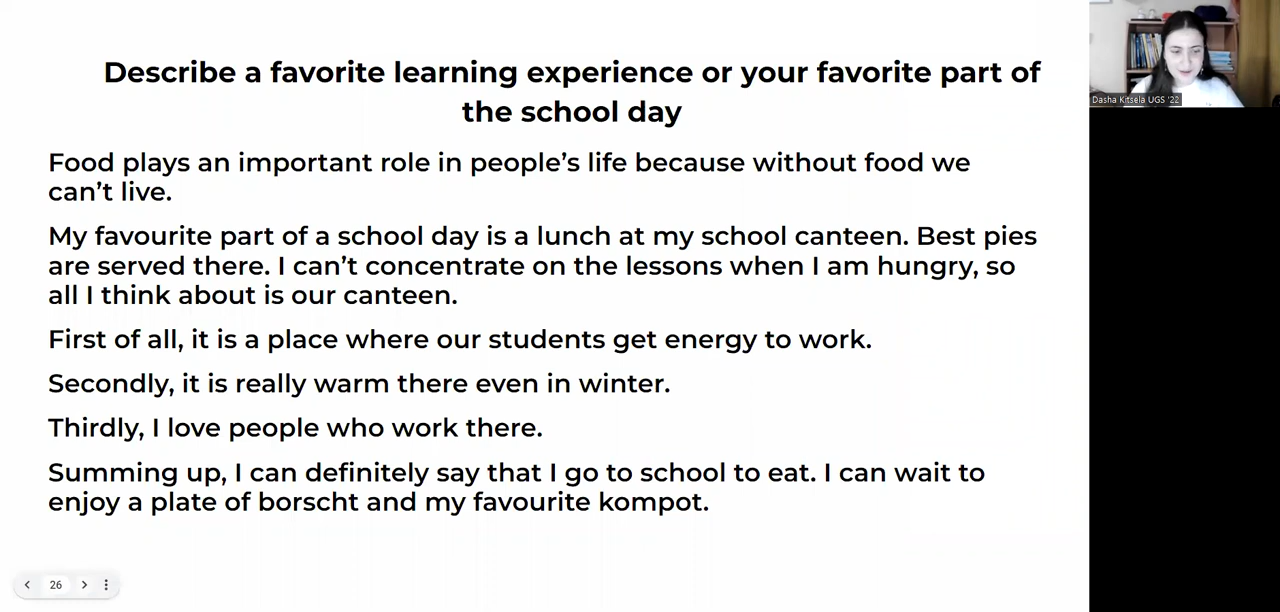 Describe a favorite learning experience or your favorite part of
the school day
Food plays an important role in people’s life because without food we
can’t live.
My favourite part of a school day is a lunch at my school canteen. Best pies
are served there. I can’t concentrate on the lessons when I am hungry, so
all I think about is our canteen.
First of all, it is a place where our students get energy to work.
Secondly, it is really warm there even in winter.
Thirdly, I love people who work there.
Summing up, I can definitely say that I go to school to eat. I can wait to
enjoy a plate of borscht and my favourite kompot.
26
Dasha Kitsela UGS '22